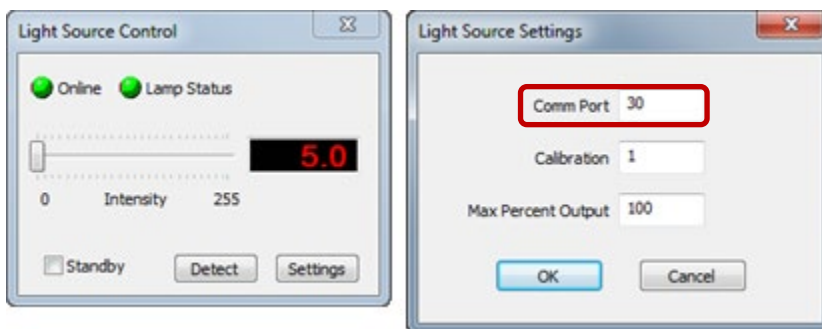 Light Source Control
Online Lamp Status
5.0
0 Intensity 255
Standby Detect Settings
Light Source Settings
Comm Port 30
Calibration 1
Max Percent Output 100
OK Cancel